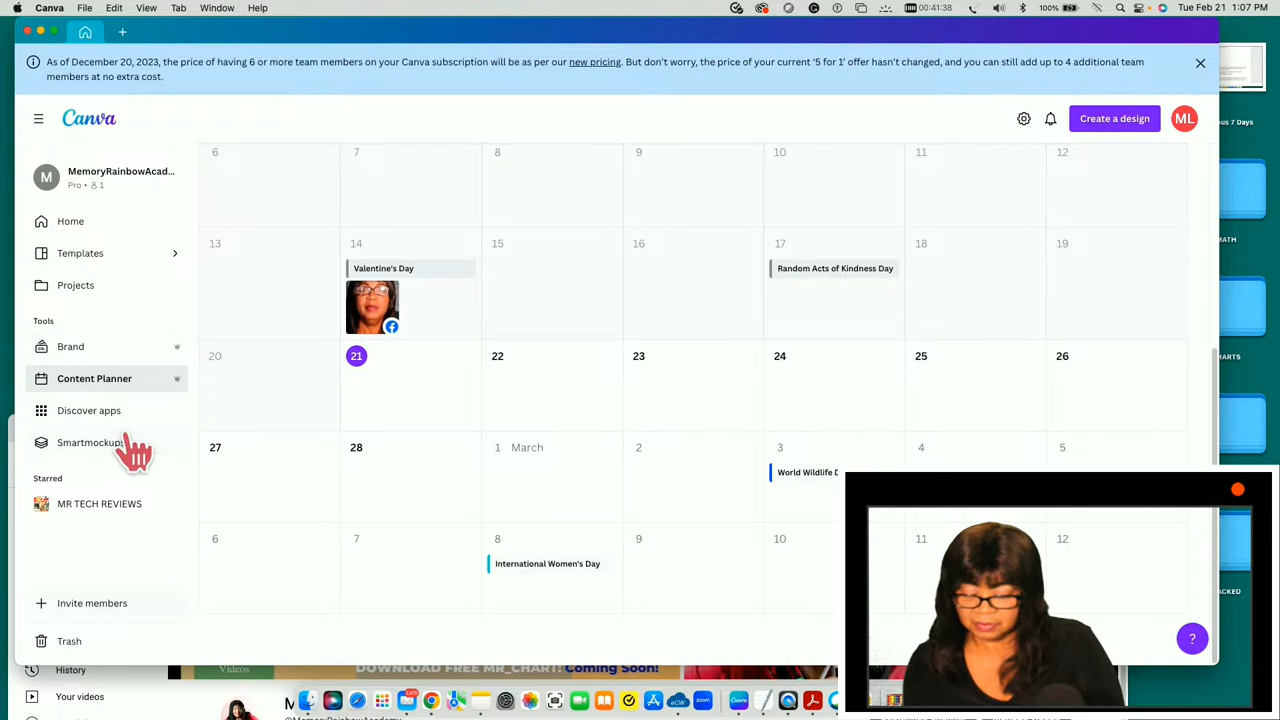 Canva File Edit View Tab Window Help 00:41:38 100% Tue Feb 21 1:07 PM
As of December 20, 2023, the price of having 6 or more team members on your Canva subscription will be as per our new pricing. But don't worry, the price of your current '5 for 1' offer hasn't changed, and you can still add up to 4 additional team
members at no extra cost.
Canva
Create a design
ML
M
MemoryRainbowAcad...
Pro • 1
Home
Templates
Projects
Tools
Brand
Content Planner
Discover apps
Smartmockups
Starred
MR TECH REVIEWS
Invite members
Trash
6 7 8 9 10 11 12
13 14 15 16 17 18 19
Valentine's Day
Random Acts of Kindness Day
20 21 22 23 24 25 26
27 28 1 March 2 3 4 5
World Wildlife D
6 7 8 9 10 11 12
International Women's Day
?
us 7 Days
MATH
HARTS
ACKED
History
Your videos
Videos
DOWNLOAD FREE MR_CHART! Coming Soon!
zoom